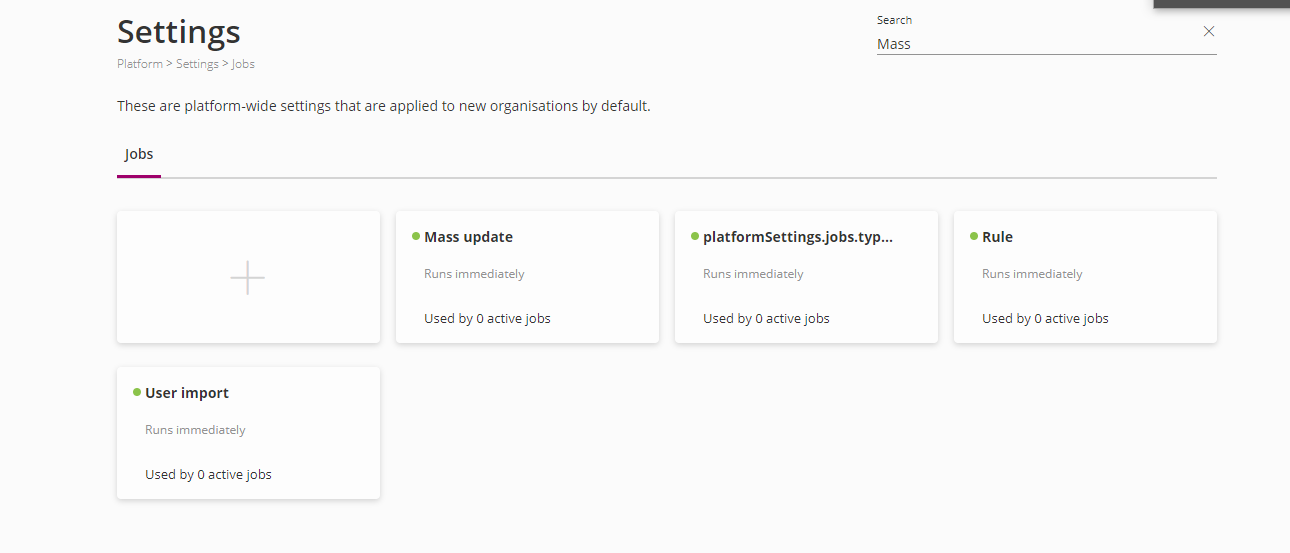 Settings
Search
Mass
Platform > Settings > Jobs
These are platform-wide settings that are applied to new organisations by default.
Jobs
Mass update
Runs immediately
Used by 0 active jobs
platformSettings.jobs.typ...
Runs immediately
Used by 0 active jobs
Rule
Runs immediately
Used by 0 active jobs
User import
Runs immediately
Used by 0 active jobs